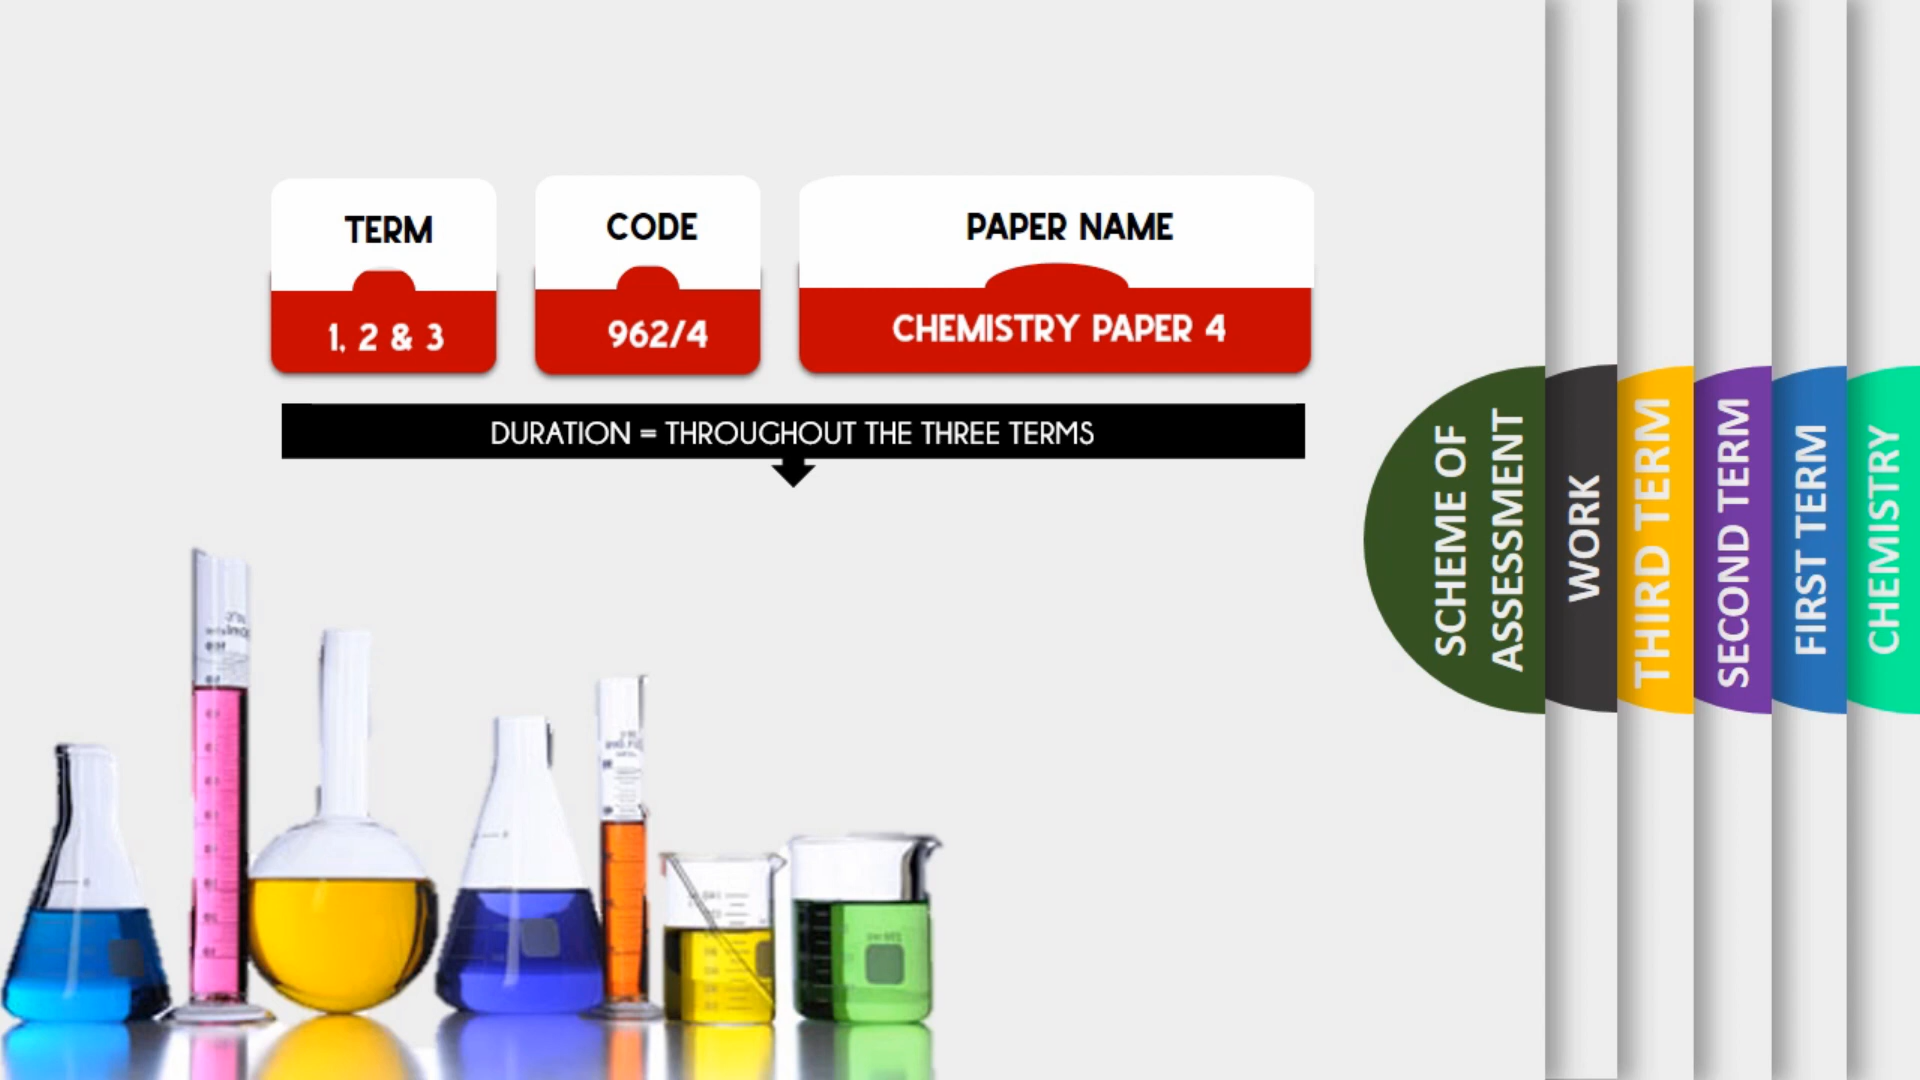 TERM
1, 2 & 3
CODE
962/4
PAPER NAME
CHEMISTRY PAPER 4
DURATION = THROUGHOUT THE THREE TERMS
SCHEME OF
ASSESSMENT
WORK
THIRD TERM
SECOND TERM
FIRST TERM
CHEMISTRY